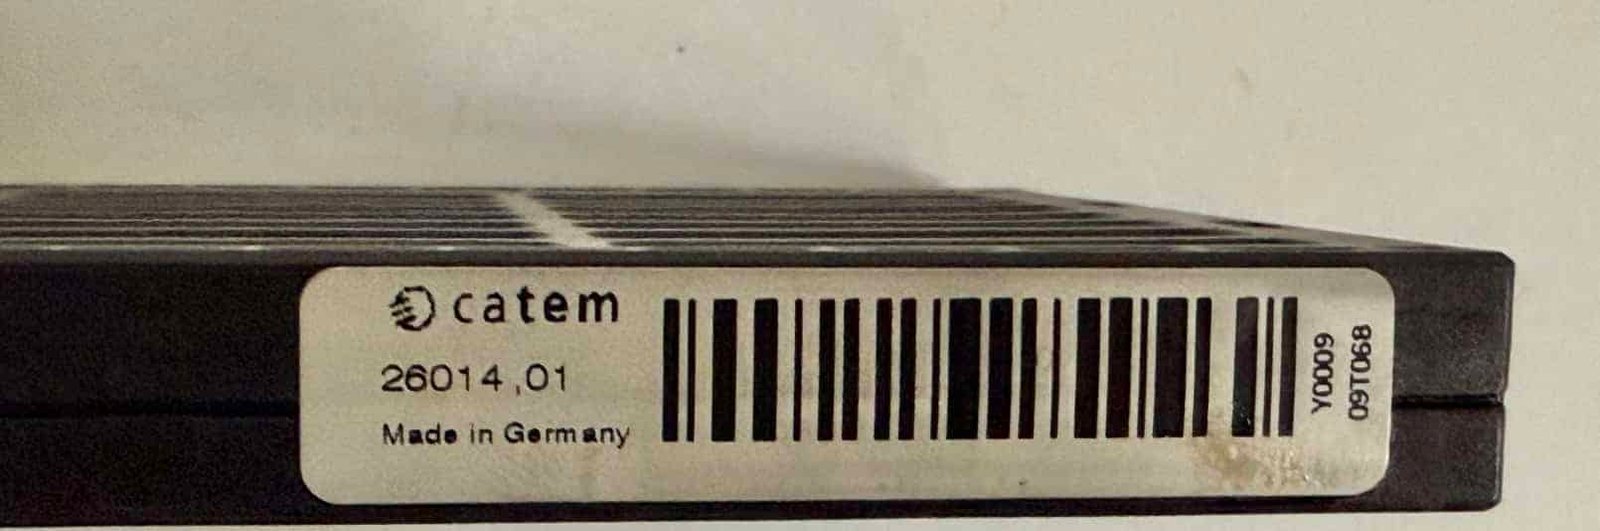 catem
26014,01
Made in Germany
Y0009
09T068